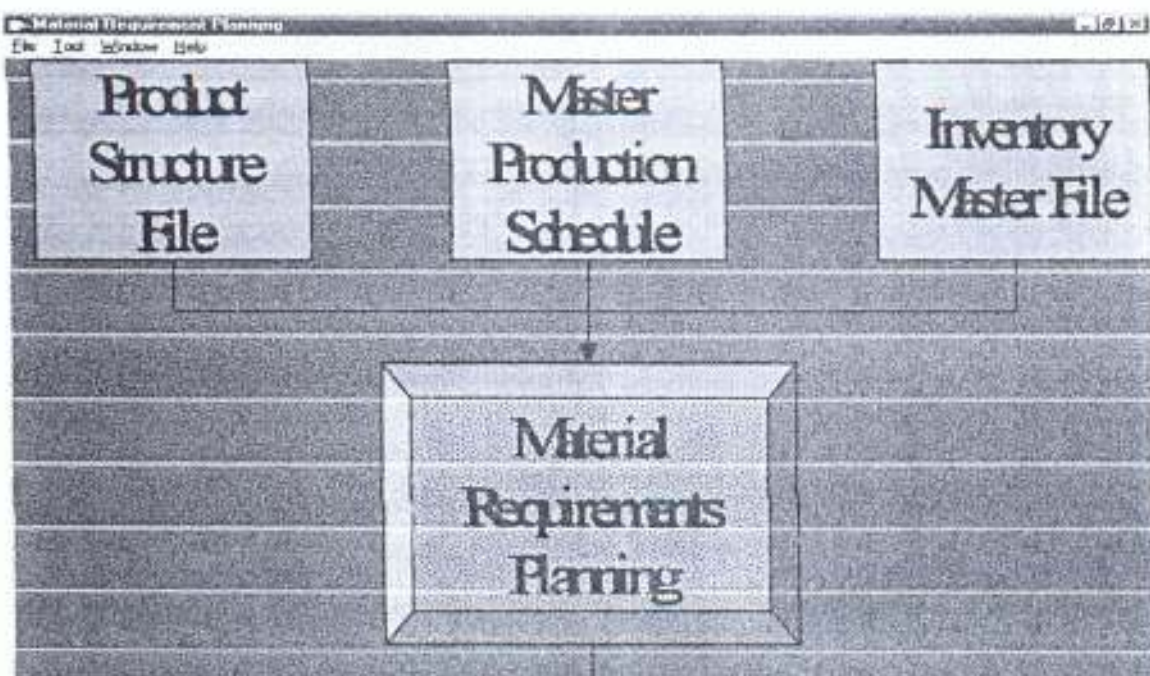 Material Requirement Planning
File Tool Window Help
Product
Structure
File
Master
Production
Schedule
Inventory
Master File
Material
Requirements
Planning